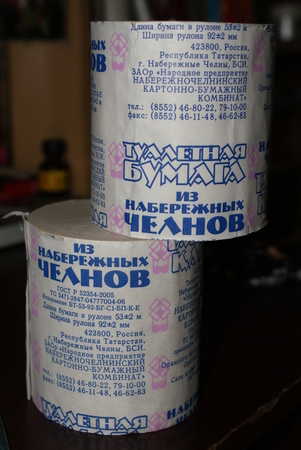 Длина бумаги в рулоне 53±2 м
Ширина рулона 92±2 мм
423800, Россия,
Республика Татарстан,
г. Набережные Челны, БСИ.
ЗАОр «Народное предприятие
НАБЕРЕЖНОЧЕЛНИНСКИЙ
КАРТОННО-БУМАЖНЫЙ
КОМБИНАТ»
тел.: (8552) 46-80-22, 79-10-00
факс: (8552) 46-11-48, 46-62-83
ТУАЛЕТНАЯ
БУМАГА
ИЗ
НАБЕРЕЖНЫХ
ЧЕЛНОВ
ИЗ
НАБЕРЕЖНЫХ
ЧЕЛНОВ
ГОСТ Р 52354-2005
Длина бумаги в рулоне 53±2 м
Ширина рулона 92±2 мм
423800, Россия,
Республика Татарстан,
г. Набережные Челны, БСИ.
ЗАОр «Народное предприятие
НАБЕРЕЖНОЧЕЛНИНСКИЙ
КАРТОННО-БУМАЖНЫЙ
КОМБИНАТ»
тел.: (8552) 46-80-22, 79-10-00
факс: (8552) 46-11-48, 46-62-83
ТУАЛЕТНАЯ